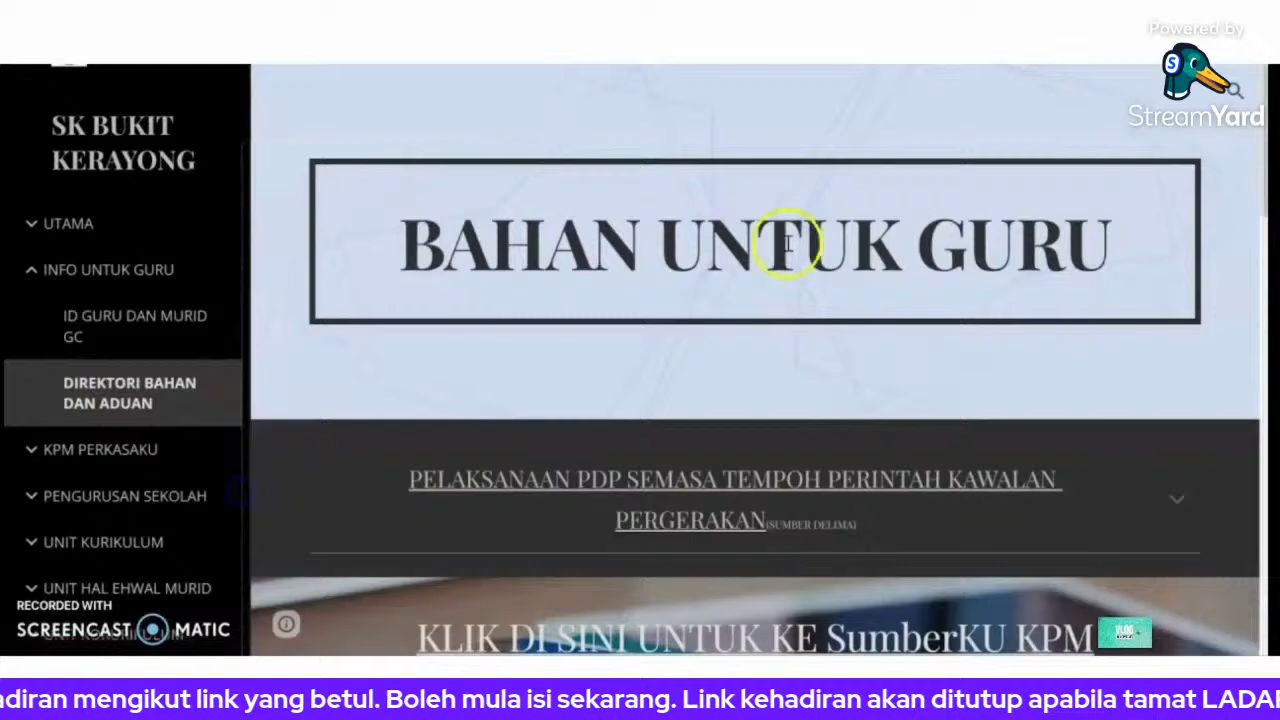 Powered by
StreamYard
SK BUKIT
KERAYONG
UTAMA
INFO UNTUK GURU
ID GURU DAN MURID
GC
DIREKTORI BAHAN
DAN ADUAN
KPM PERKASAKU
PENGURUSAN SEKOLAH
UNIT KURIKULUM
UNIT HAL EHWAL MURID
RECORDED WITH
SCREENCAST MATIC
BAHAN UNTUK GURU
PELAKSANAAN PDP SEMASA TEMPOH PERINTAH KAWALAN
PERGERAKAN(SUMBER DELIMA)
KLIK DI SINI UNTUK KE SumberKU KPM
adiran mengikut link yang betul. Boleh mula isi sekarang. Link kehadiran akan ditutup apabila tamat LADA